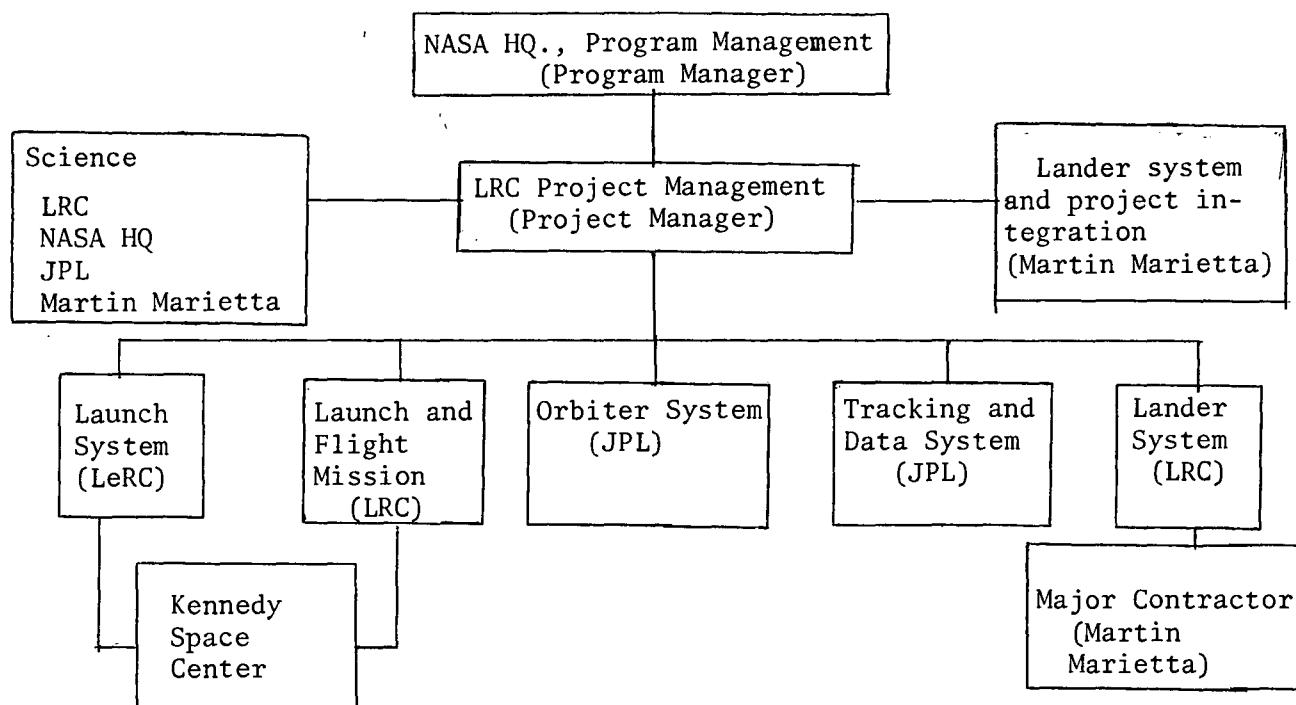 NASA HQ., Program Management
(Program Manager)
Science
LRC
NASA HQ
JPL
Martin Marietta
LRC Project Management
(Project Manager)
Lander system
and project in-
tegration
(Martin Marietta)
Launch
System
(LeRC)
Launch and
Flight
Mission
(LRC)
Orbiter System
(JPL)
Tracking and
Data System
(JPL)
Lander
System
(LRC)
Kennedy
Space
Center
Major Contractor
(Martin
Marietta)